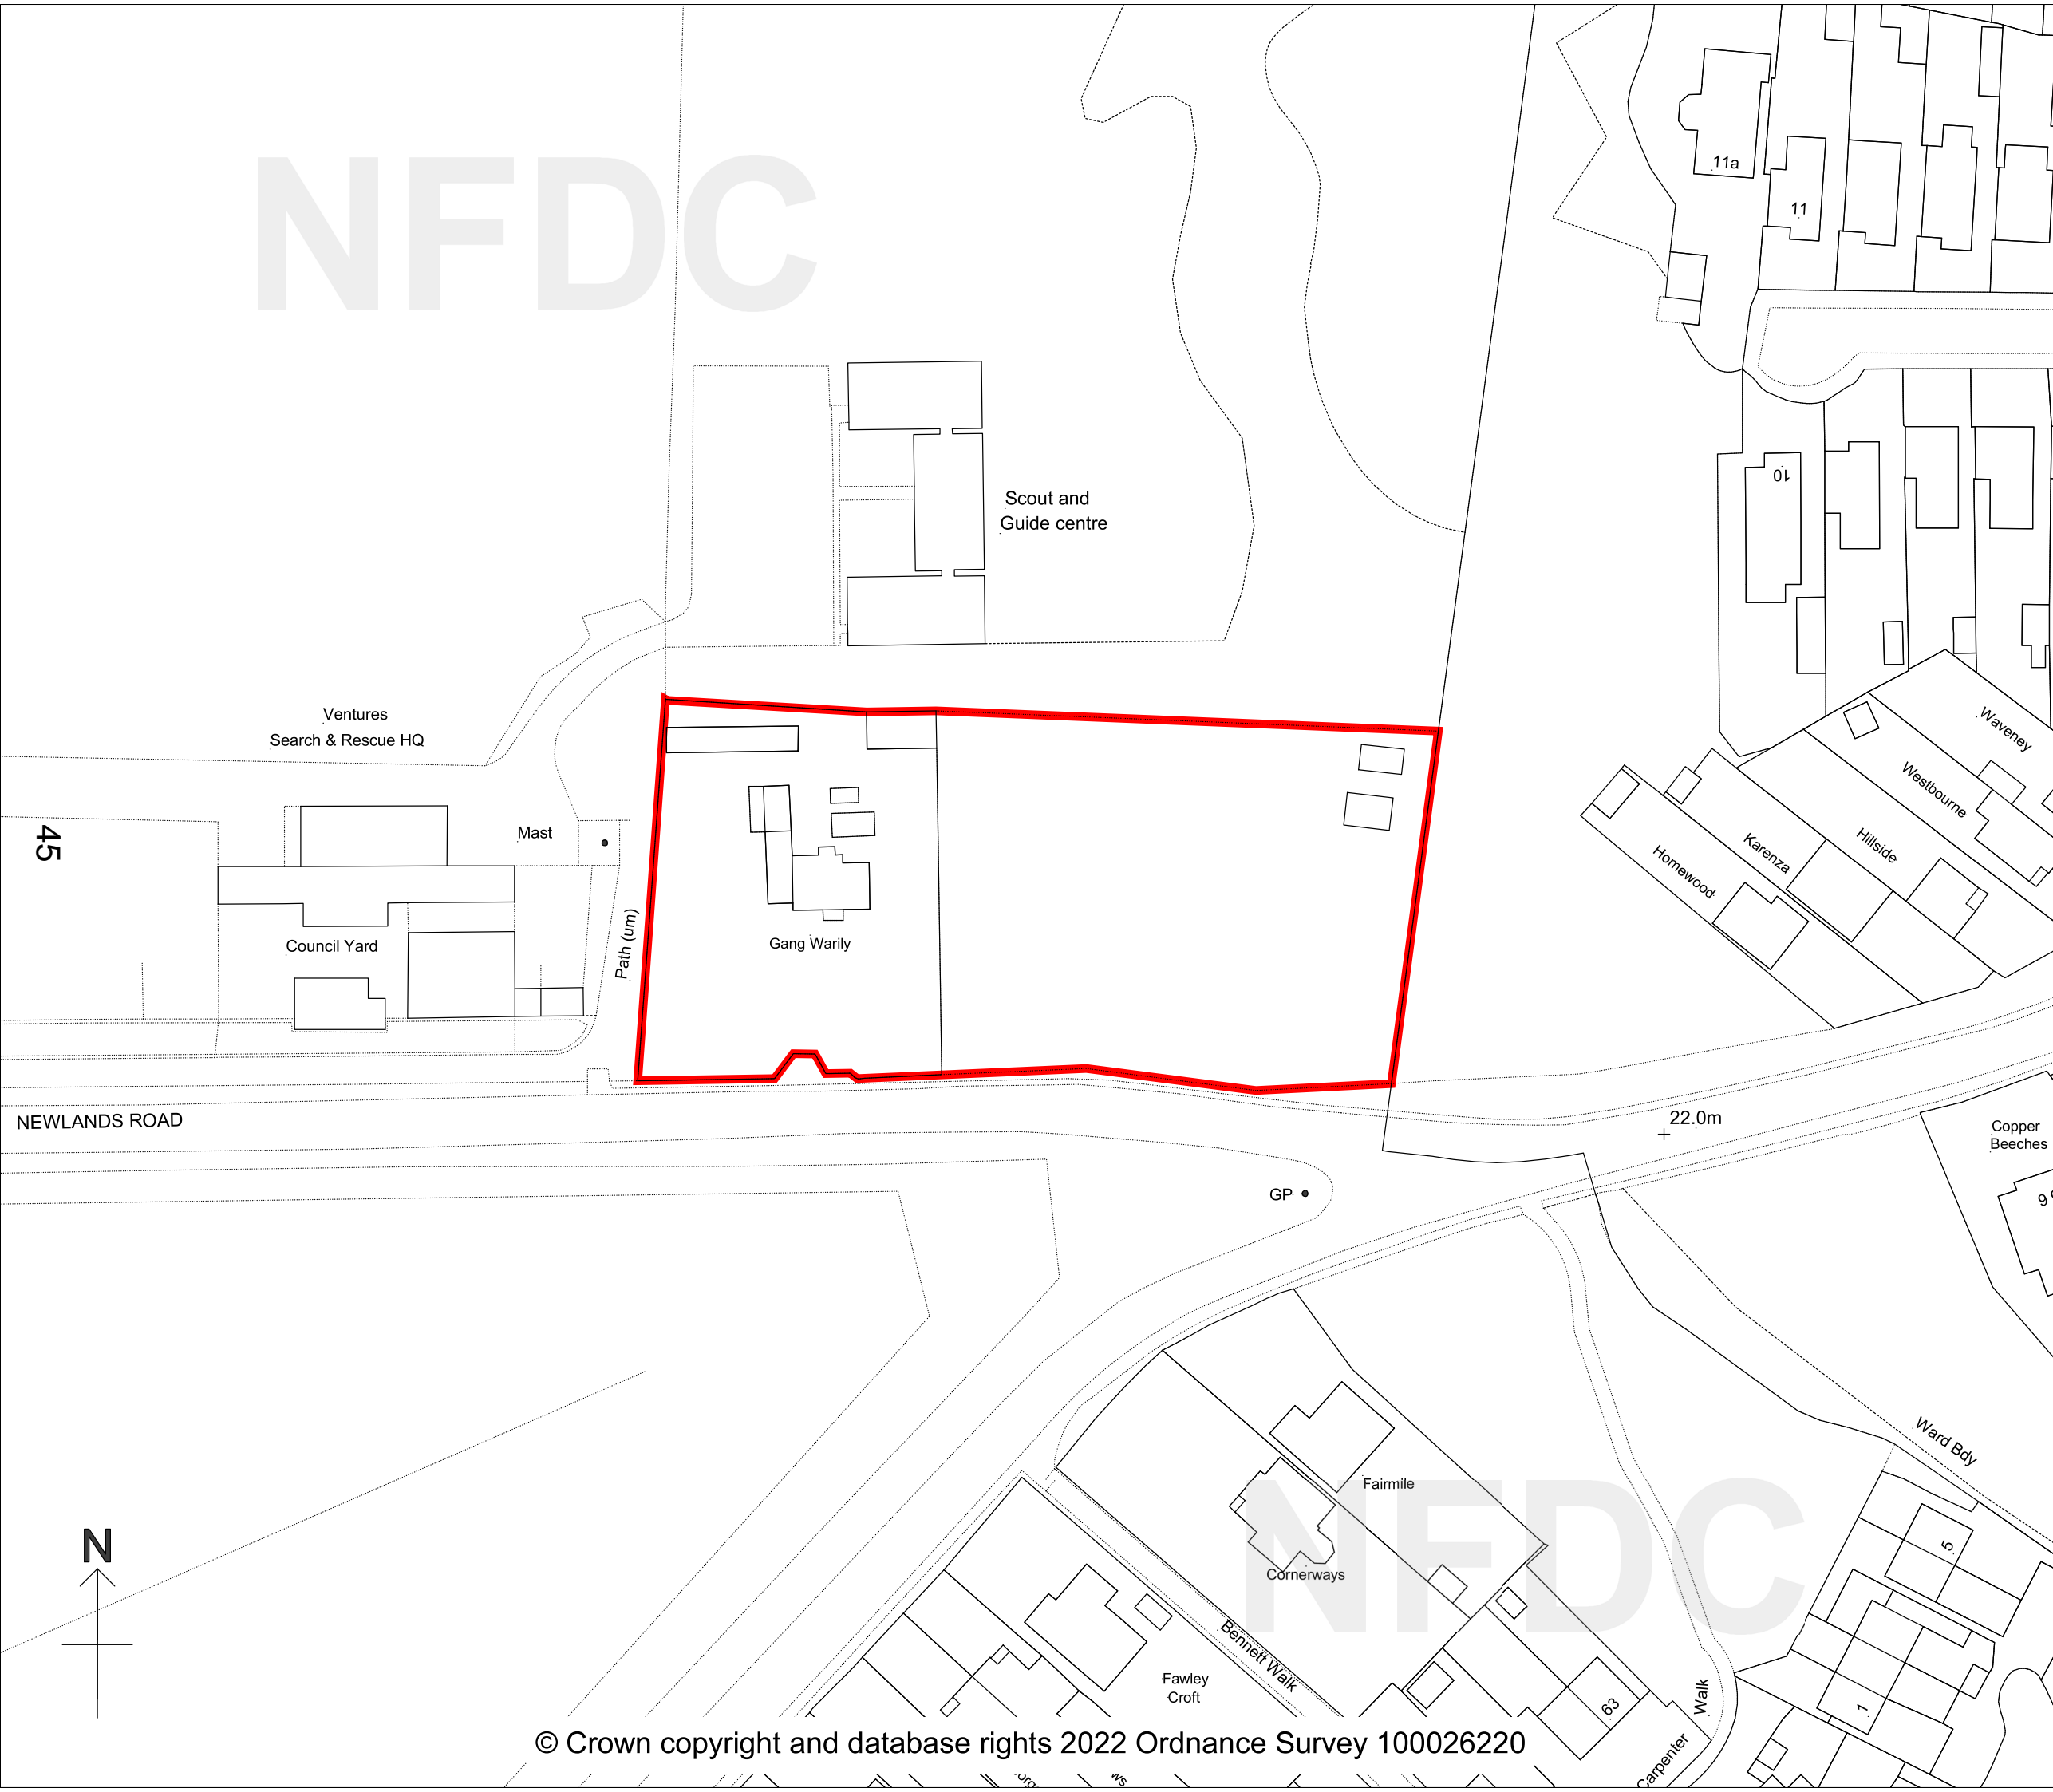 NFDC
11a
11
10
Scout and
Guide centre
Ventures
Search & Rescue HQ
Mast
45
Council Yard
Path (um)
Gang Warily
Waveney
Westbourne
Hillside
Karenza
Homewood
NEWLANDS ROAD
22.0m
Copper
Beeches
GP
9
Ward Bdy
Fairmile
NFDC
Cornerways
N
5
Bennett Walk
Fawley
Croft
63
1
Walk
Carpenter
© Crown copyright and database rights 2022 Ordnance Survey 100026220